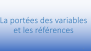 La portées des variables
et les références